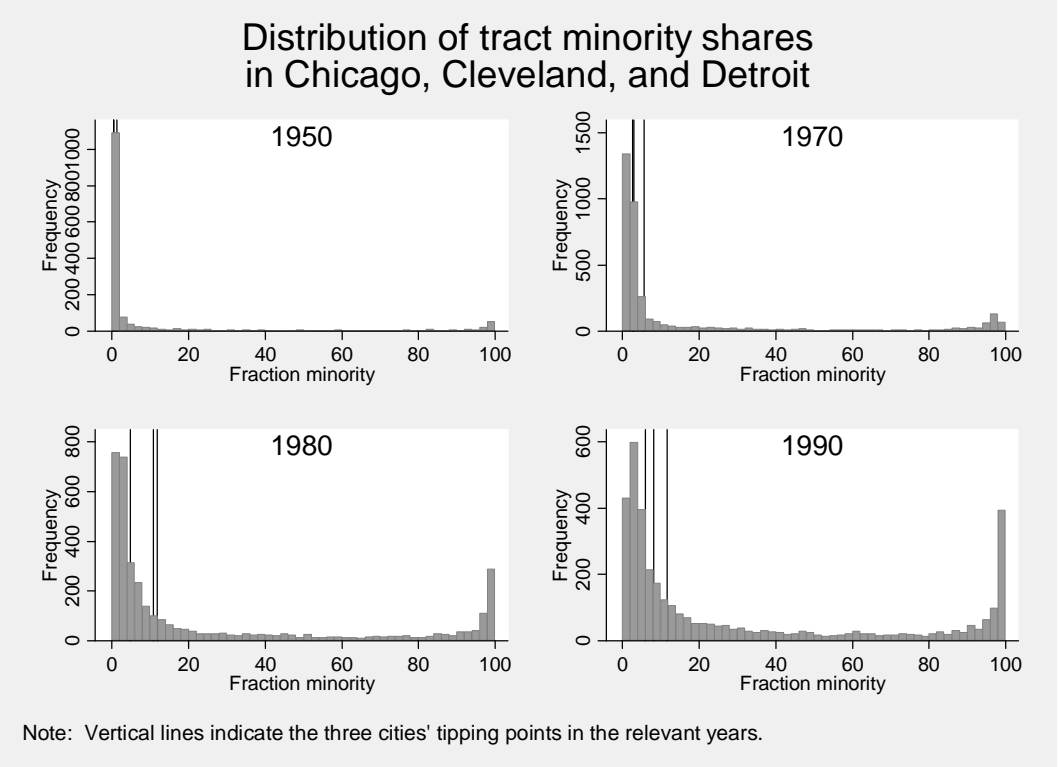 Distribution of tract minority shares
in Chicago, Cleveland, and Detroit
1950
Frequency
0 200 400 600 800 1000
0 20 40 60 80 100
Fraction minority
1970
Frequency
0 500 1000 1500
0 20 40 60 80 100
Fraction minority
1980
Frequency
0 200 400 600 800
0 20 40 60 80 100
Fraction minority
1990
Frequency
0 200 400 600
0 20 40 60 80 100
Fraction minority
Note: Vertical lines indicate the three cities' tipping points in the relevant years.